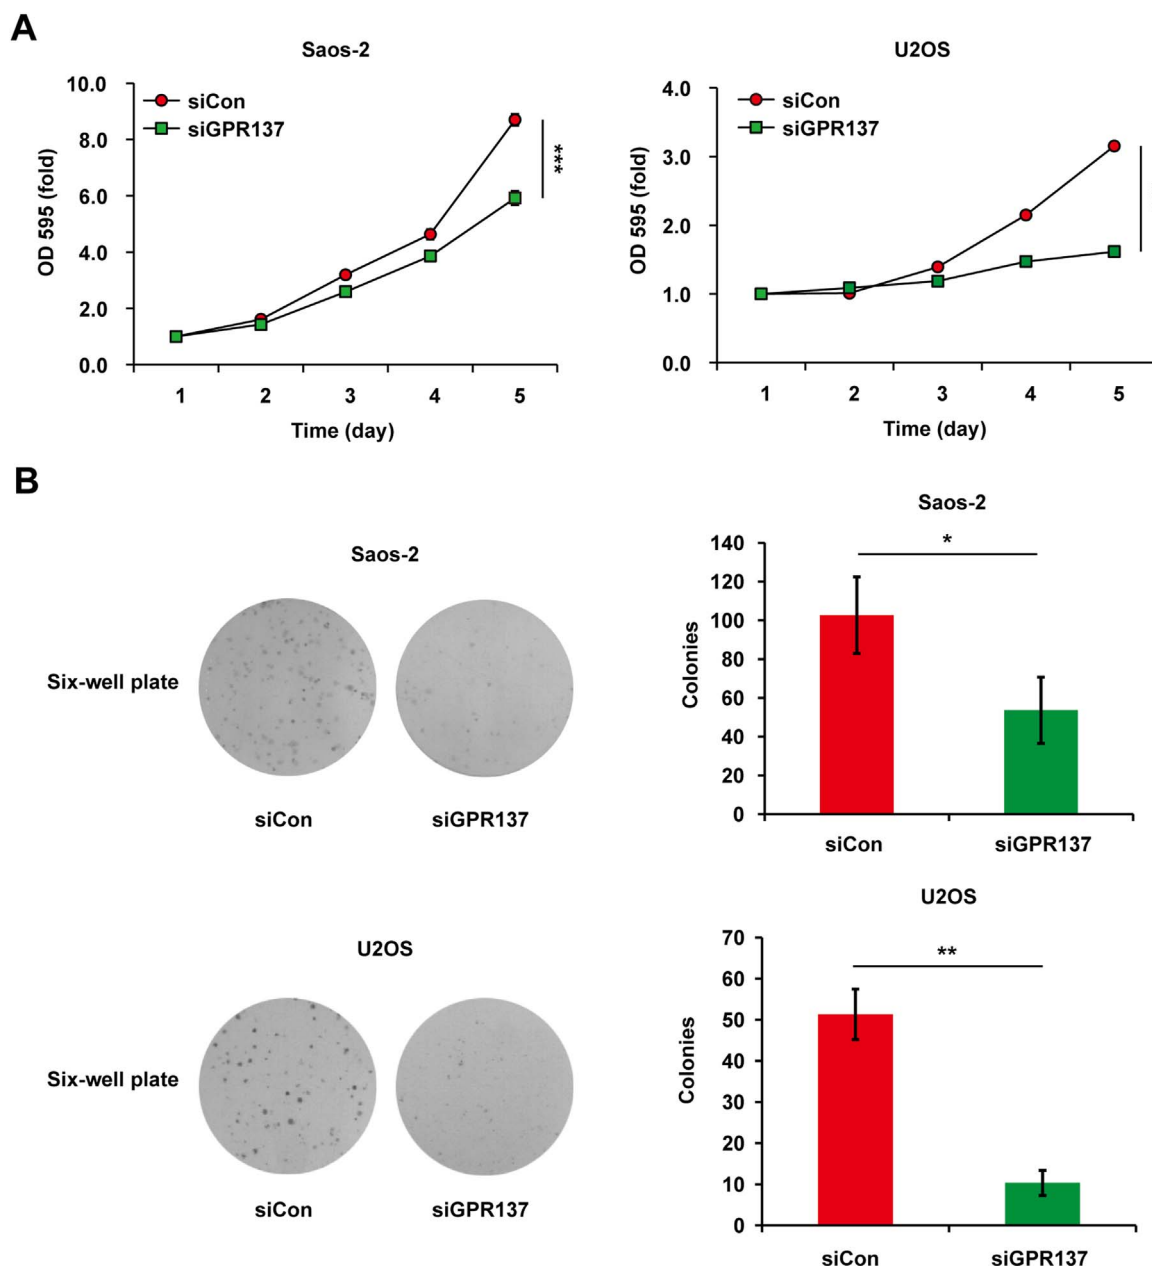 A
Saos-2
10.0
8.0
6.0
4.0
2.0
0.0
OD 595 (fold)
siCon
siGPR137
***
1 2 3 4 5
Time (day)
U2OS
4.0
3.0
2.0
1.0
0.0
OD 595 (fold)
siCon
siGPR137
1 2 3 4 5
Time (day)
B
Saos-2
Six-well plate
siCon siGPR137
Saos-2
140
120
100
80
60
40
20
0
Colonies
*
siCon siGPR137
U2OS
Six-well plate
siCon siGPR137
U2OS
70
60
50
40
30
20
10
0
Colonies
**
siCon siGPR137